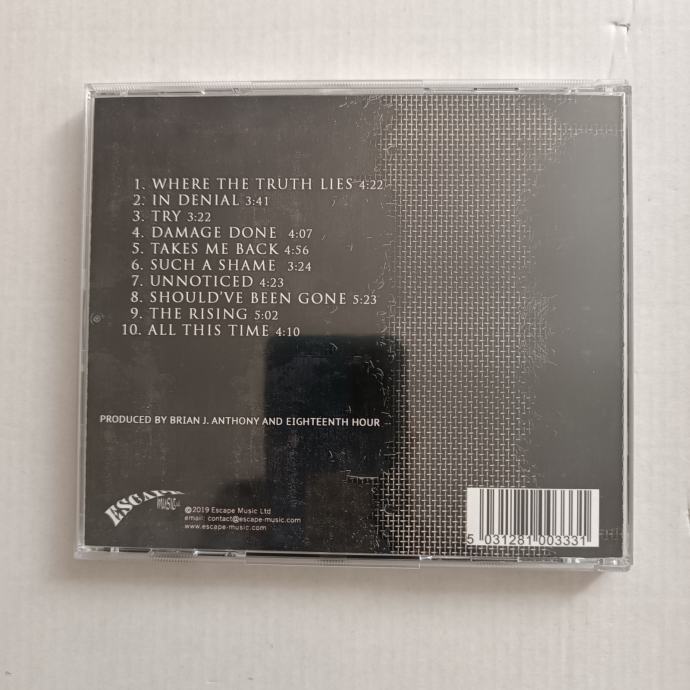 1. WHERE THE TRUTH LIES 4:22
2. IN DENIAL 3:41
3. TRY 3:22
4. DAMAGE DONE 4:07
5. TAKES ME BACK 4:56
6. SUCH A SHAME 3:24
7. UNNOTICED 4:23
8. SHOULD'VE BEEN GONE 5:23
9. THE RISING 5:02
10. ALL THIS TIME 4:10
PRODUCED BY BRIAN J. ANTHONY AND EIGHTEENTH HOUR
ESCAPE MUSIC
©2019 Escape Music Ltd
email: contact@escape-music.com
www.escape-music.com
5 031281 003331